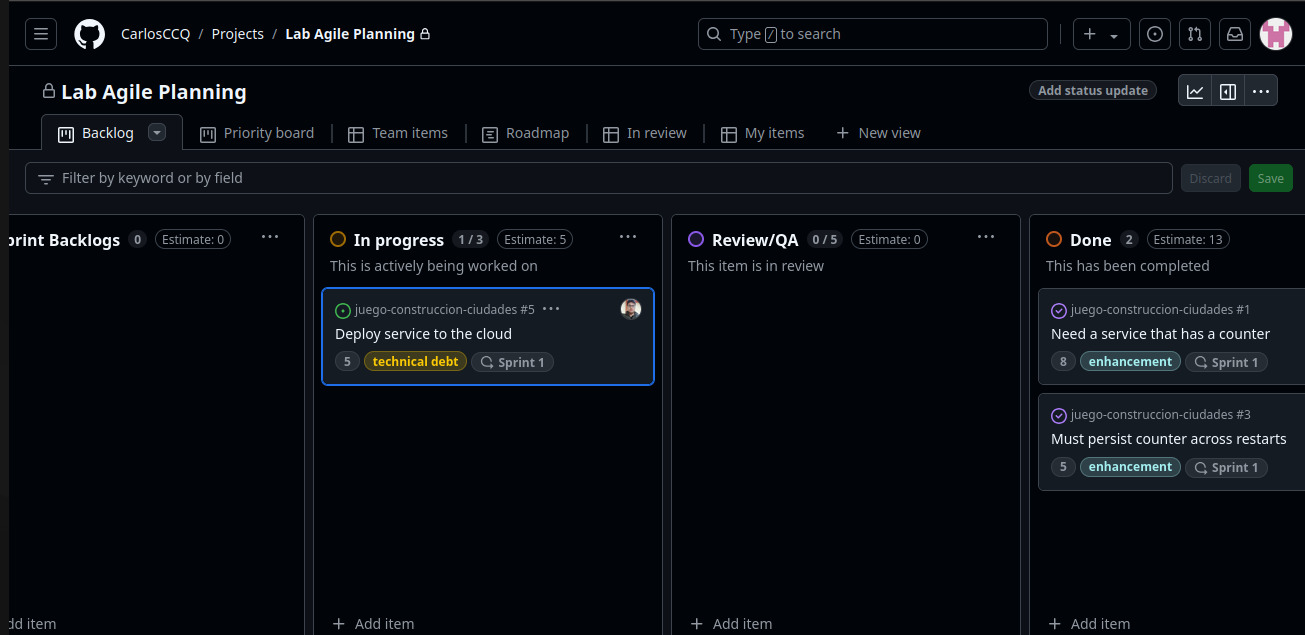 CarlosCCQ / Projects / Lab Agile Planning
Type / to search
Lab Agile Planning
Add status update
Backlog
Priority board
Team items
Roadmap
In review
My items
New view
Filter by keyword or by field
Discard
Save
print Backlogs 0 Estimate: 0
dd item
In progress 1 / 3 Estimate: 5
This is actively being worked on
juego-construccion-ciudades #5
Deploy service to the cloud
5 technical debt Sprint 1
Add item
Review/QA 0 / 5 Estimate: 0
This item is in review
Add item
Done 2 Estimate: 13
This has been completed
juego-construccion-ciudades #1
Need a service that has a counter
8 enhancement Sprint 1
juego-construccion-ciudades #3
Must persist counter across restarts
5 enhancement Sprint 1
Add item